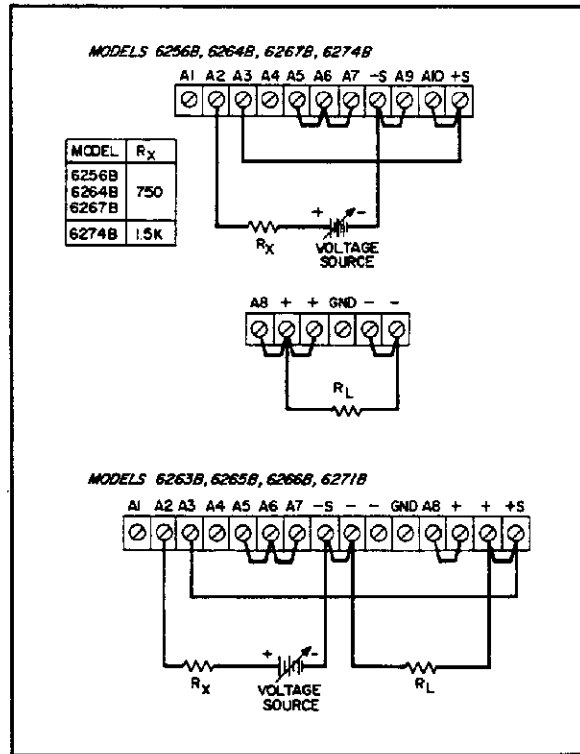 MODELS 6256B, 6264B, 6267B, 6274B
A1 A2 A3 A4 A5 A6 A7 -S A9 A10 +S
MODEL RX
6256B
6264B 750
6267B
6274B 1.5K
+ -
RX VOLTAGE
SOURCE
A8 + + GND - -
RL
MODELS 6263B, 6265B, 6266B, 6271B
A1 A2 A3 A4 A5 A6 A7 -S - - GND A8 + + +S
+ -
RX VOLTAGE
SOURCE
RL